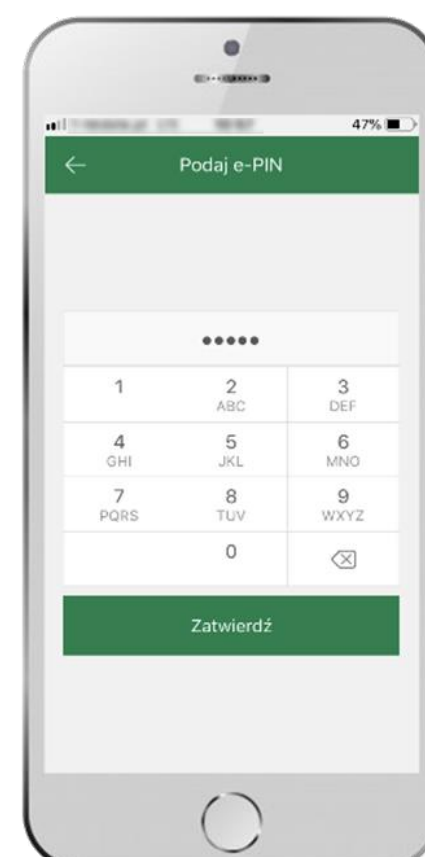 47%
Podaj e-PIN
•••••
1 2 3
ABC DEF
4 5 6
GHI JKL MNO
7 8 9
PQRS TUV WXYZ
0
Zatwierdź